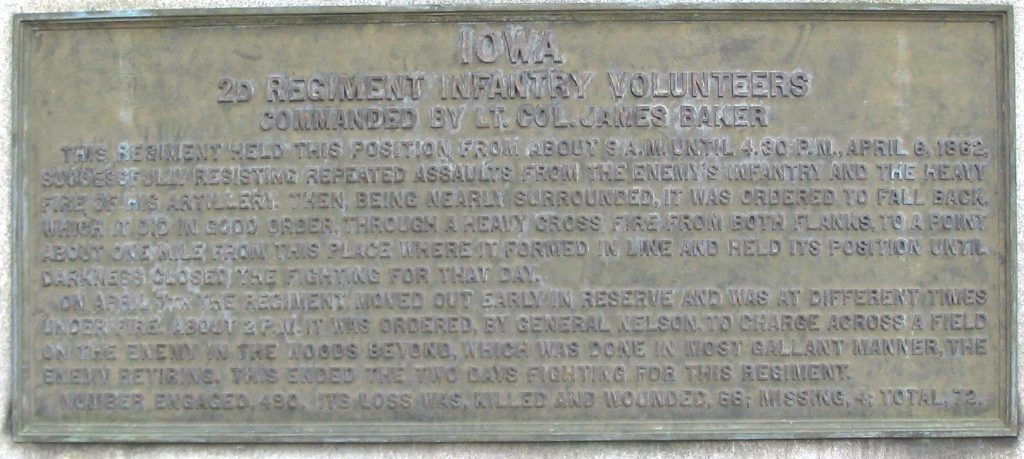 IOWA
2D REGIMENT INFANTRY VOLUNTEERS
COMMANDED BY LT. COL. JAMES BAKER
THIS REGIMENT HELD THIS POSITION FROM ABOUT 9 A.M. UNTIL 4.30 P.M., APRIL 6, 1862,
SUCCESSFULLY RESISTING REPEATED ASSAULTS FROM THE ENEMY'S INFANTRY AND THE HEAVY
FIRE OF HIS ARTILLERY. THEN, BEING NEARLY SURROUNDED, IT WAS ORDERED TO FALL BACK,
WHICH IT DID IN GOOD ORDER, THROUGH A HEAVY CROSS FIRE FROM BOTH FLANKS, TO A POINT
ABOUT ONE MILE FROM THIS PLACE WHERE IT FORMED IN LINE AND HELD ITS POSITION UNTIL
DARKNESS CLOSED THE FIGHTING FOR THAT DAY.
ON APRIL 7TH THE REGIMENT MOVED OUT EARLY IN RESERVE AND WAS AT DIFFERENT TIMES
UNDER FIRE. ABOUT 2 P.M. IT WAS ORDERED, BY GENERAL NELSON, TO CHARGE ACROSS A FIELD
ON THE ENEMY IN THE WOODS BEYOND, WHICH WAS DONE IN MOST GALLANT MANNER, THE
ENEMY RETIRING. THIS ENDED THE TWO DAYS FIGHTING FOR THIS REGIMENT.
NUMBER ENGAGED, 490. ITS LOSS WAS, KILLED AND WOUNDED, 68; MISSING, 4; TOTAL, 72.